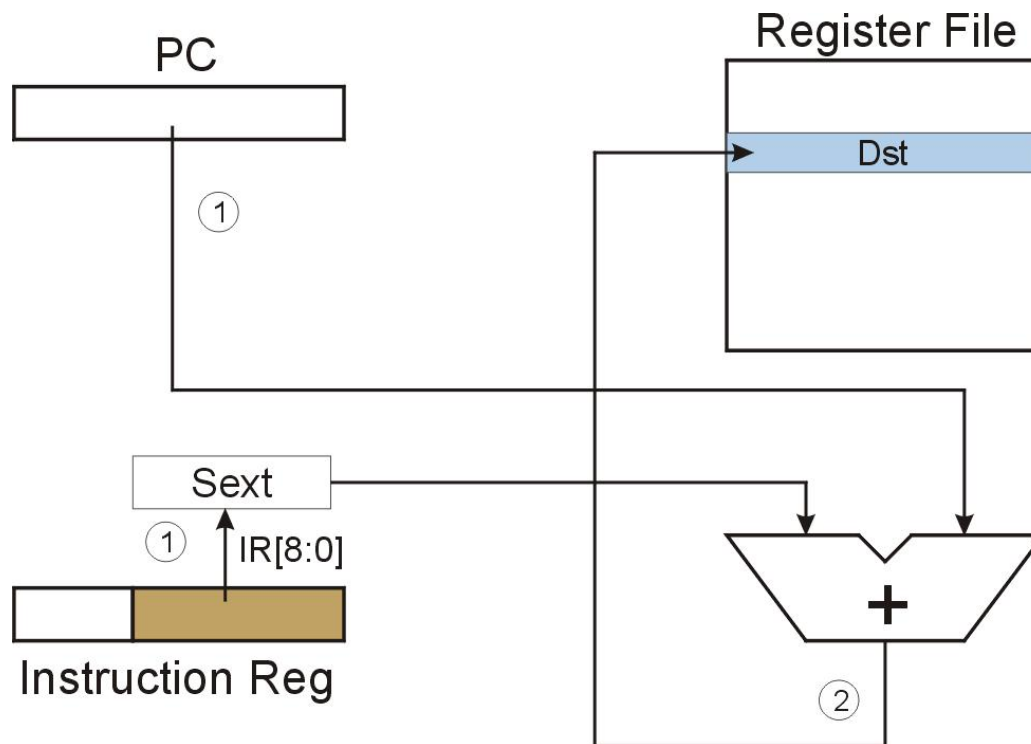 PC
Register File
Dst
1
Sext
1
IR[8:0]
+
Instruction Reg
2